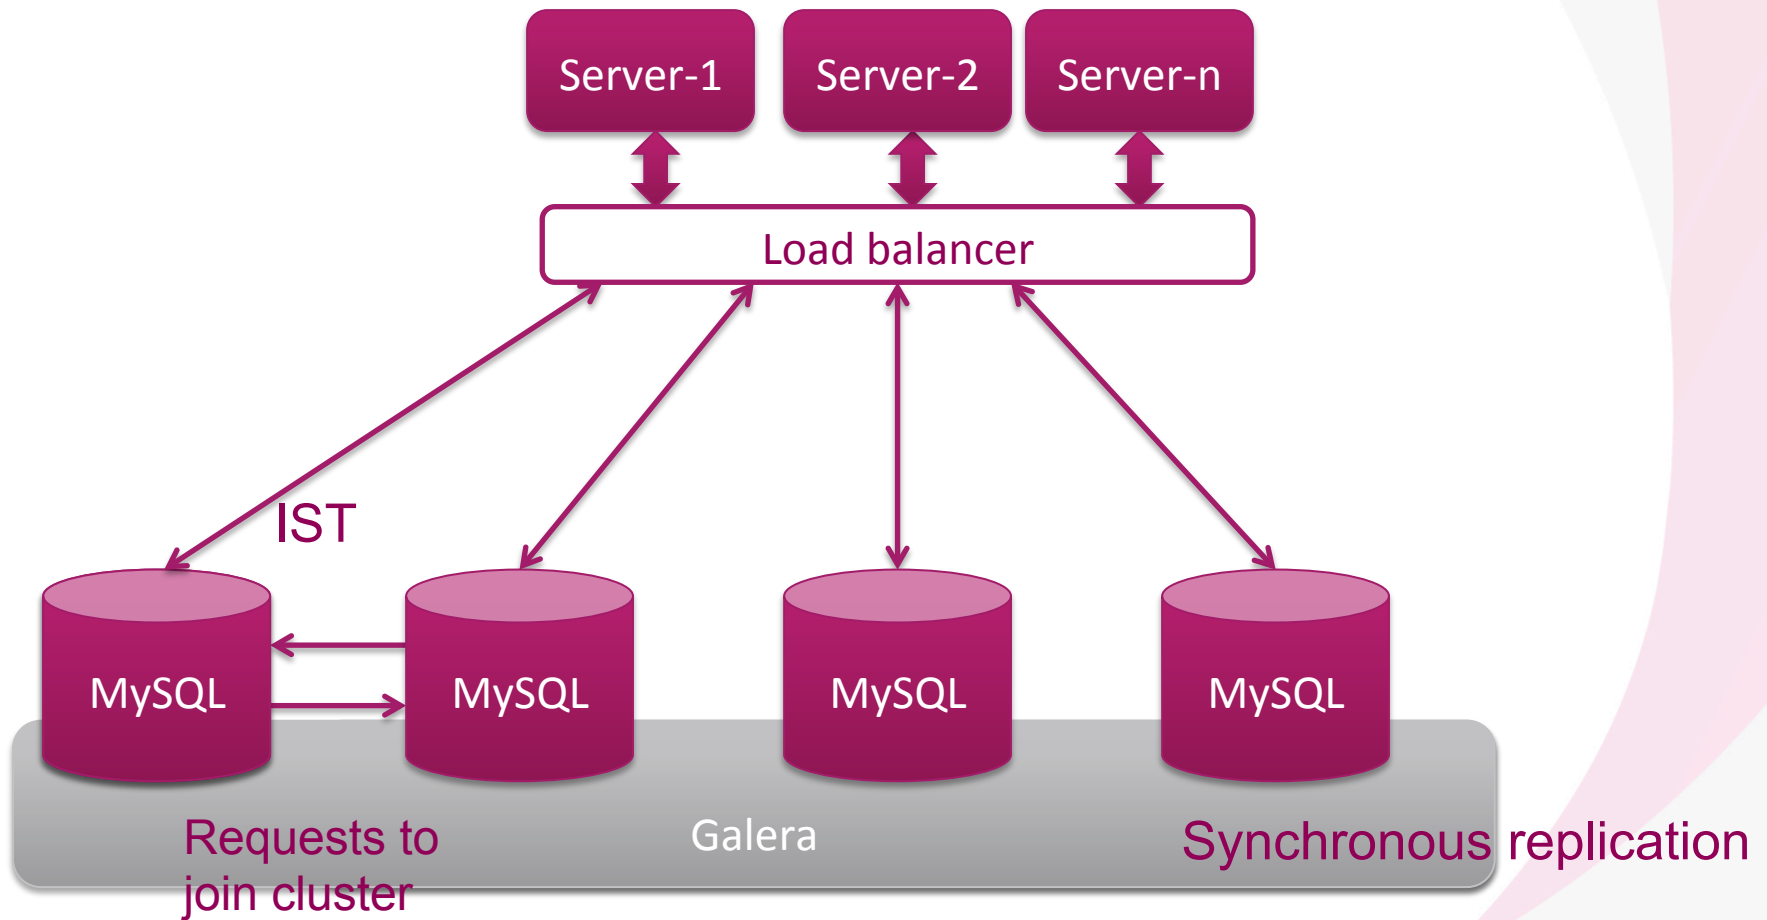 Server-1
Server-2
Server-n
Load balancer
IST
MySQL
MySQL
MySQL
MySQL
Requests to
join cluster
Galera
Synchronous replication